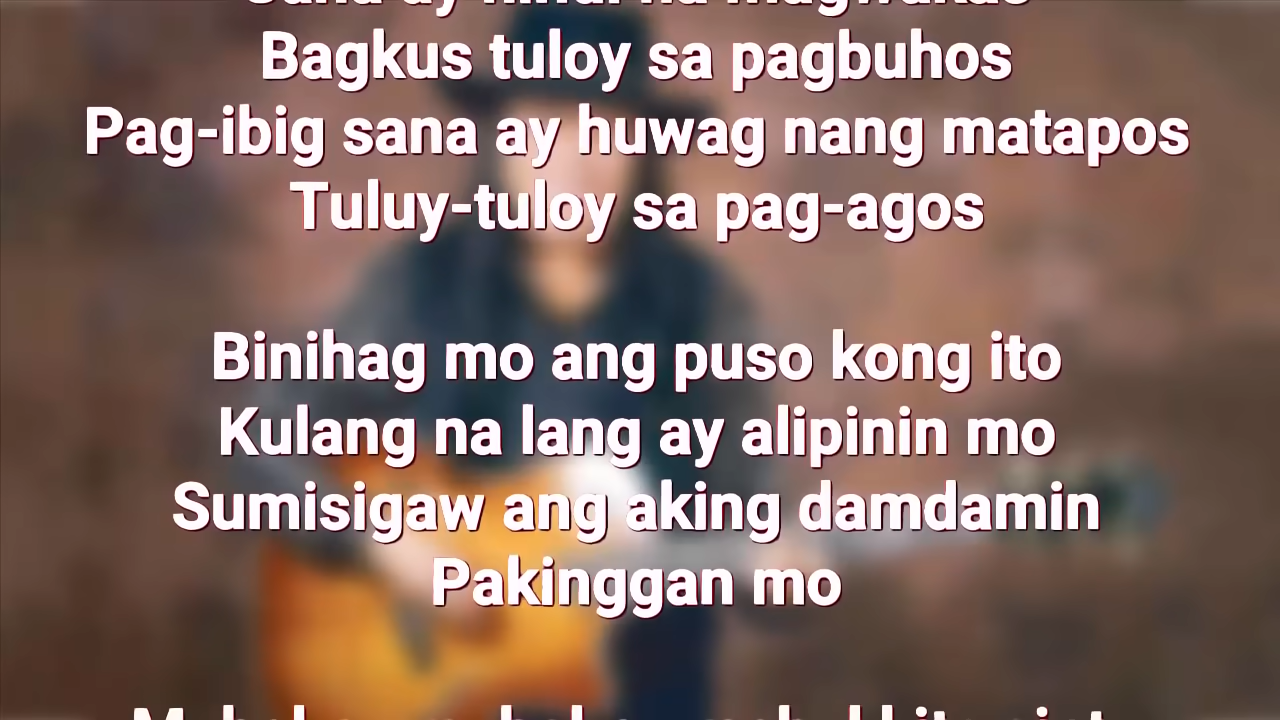 Bagkus tuloy sa pagbuhos
Pag-ibig sana ay huwag nang matapos
Tuluy-tuloy sa pag-agos
Binihag mo ang puso kong ito
Kulang na lang ay alipinin mo
Sumisigaw ang aking damdamin
Pakinggan mo